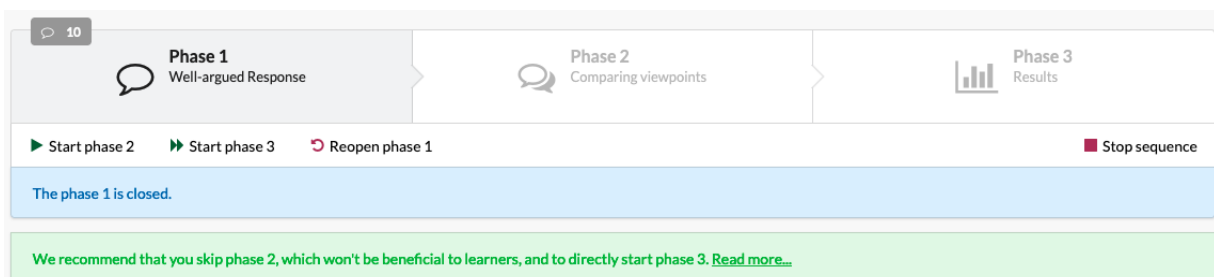 10
Phase 1
Well-argued Response
Phase 2
Comparing viewpoints
Phase 3
Results
Start phase 2
Start phase 3
Reopen phase 1
Stop sequence
The phase 1 is closed.
We recommend that you skip phase 2, which won't be beneficial to learners, and to directly start phase 3. Read more...